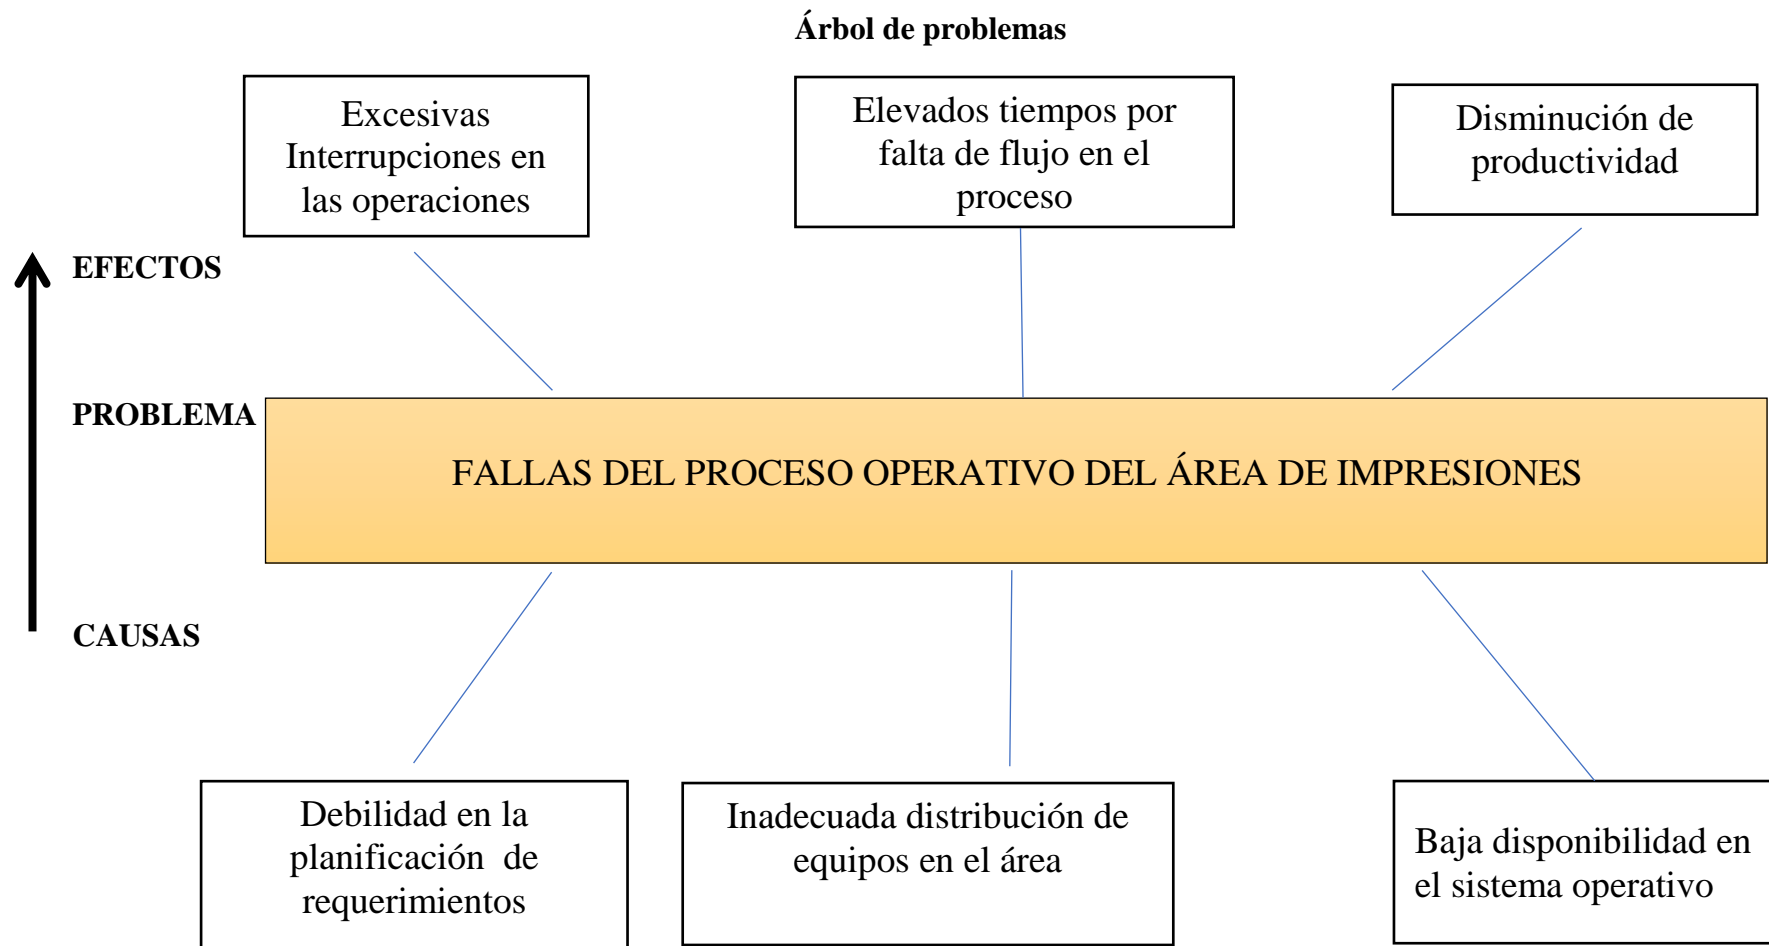 Árbol de problemas
Excesivas
Interrupciones en
las operaciones
Elevados tiempos por
falta de flujo en el
proceso
Disminución de
productividad
EFECTOS
PROBLEMA
FALLAS DEL PROCESO OPERATIVO DEL ÁREA DE IMPRESIONES
CAUSAS
Debilidad en la
planificación de
requerimientos
Inadecuada distribución de
equipos en el área
Baja disponibilidad en
el sistema operativo